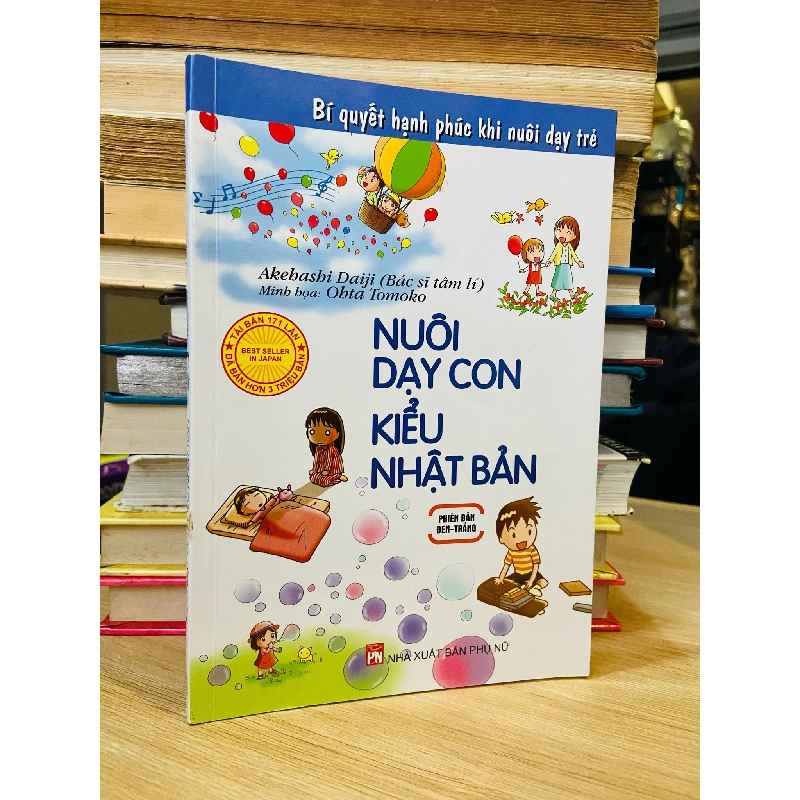 Bí quyết hạnh phúc khi nuôi dạy trẻ
Akehashi Daiji (Bác sĩ tâm lí)
Minh họa: Ohta Tomoko
TÁI BẢN 171 LẦN
BEST SELLER
IN JAPAN
ĐÃ BÁN HƠN 3 TRIỆU BẢN
NUÔI
DẠY CON
KIỂU
NHẬT BẢN
PHIÊN BẢN
ĐEN-TRẮNG
PN
NHÀ XUẤT BẢN PHỤ NỮ